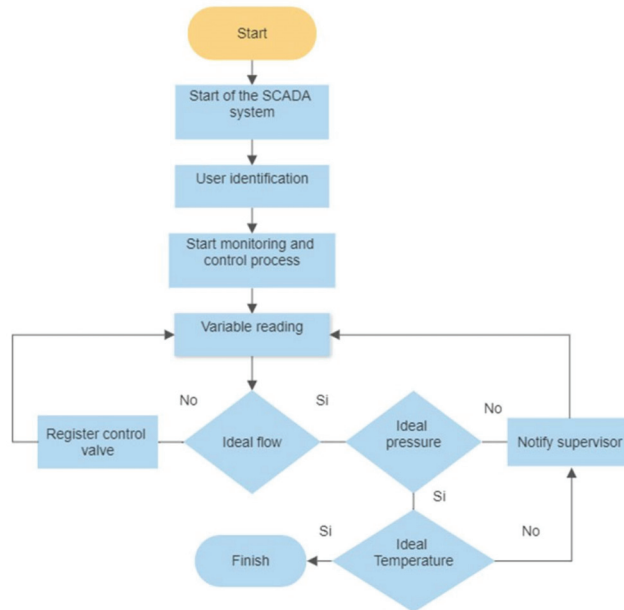 Start
Start of the SCADA
system
User identification
Start monitoring and
control process
Variable reading
No
Si
Ideal
pressure
No
Register control
valve
Ideal flow
Notify supervisor
Si
Si
Ideal
Temperature
No
Finish